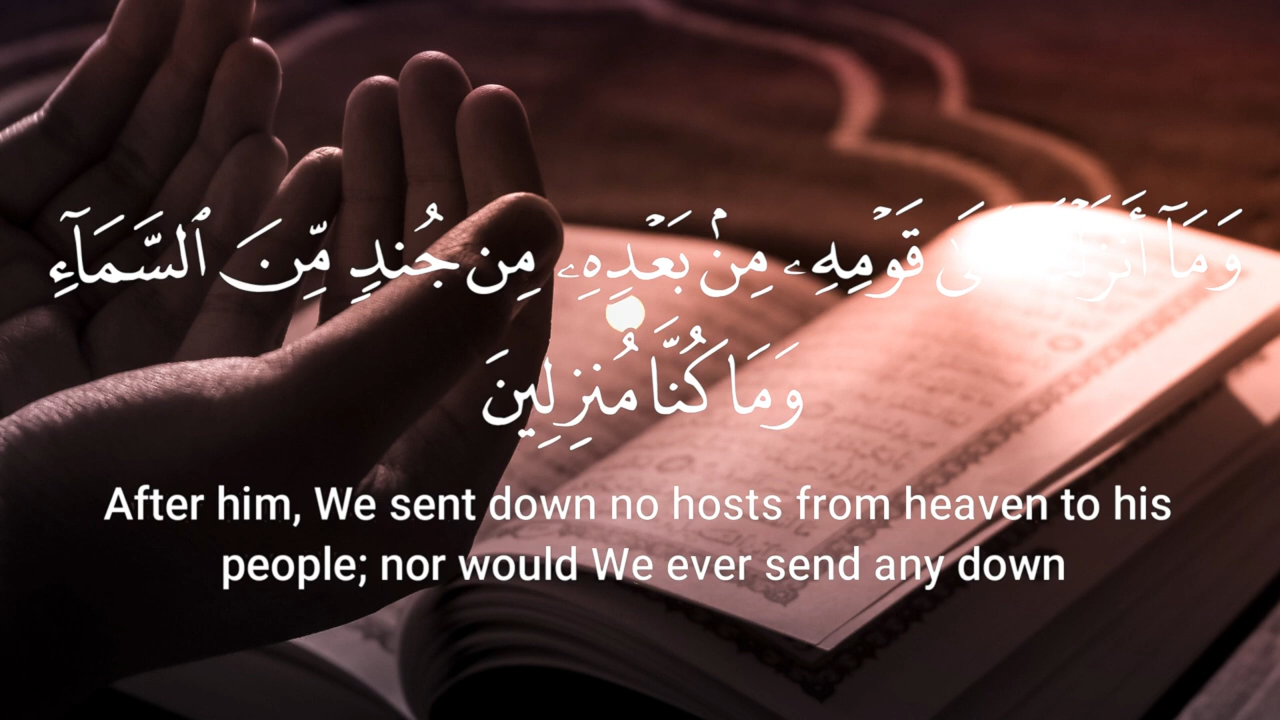 وَمَآ أَنزَلْنَا عَلَىٰ قَوْمِهِۦ مِنۢ بَعْدِهِۦ مِن جُندٍ مِّنَ ٱلسَّمَآءِ
وَمَا كُنَّا مُنزِلِينَ
After him, We sent down no hosts from heaven to his
people; nor would We ever send any down